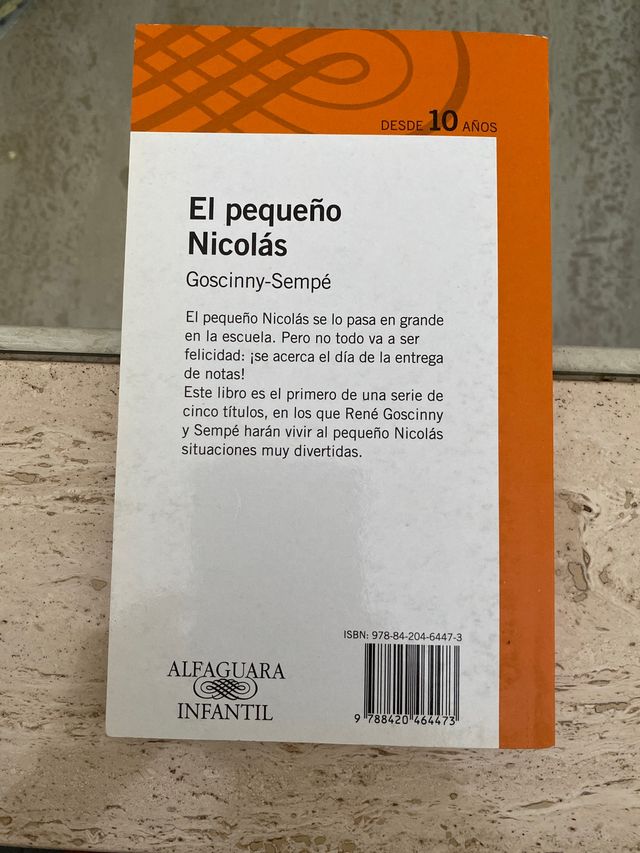 DESDE 10 AÑOS
El pequeño
Nicolás
Goscinny-Sempé
El pequeño Nicolás se lo pasa en grande
en la escuela. Pero no todo va a ser
felicidad: ¡se acerca el día de la entrega
de notas!
Este libro es el primero de una serie de
cinco títulos, en los que René Goscinny
y Sempé harán vivir al pequeño Nicolás
situaciones muy divertidas.
ISBN: 978-84-204-6447-3
ALFAGUARA
INFANTIL
9 788420 464473